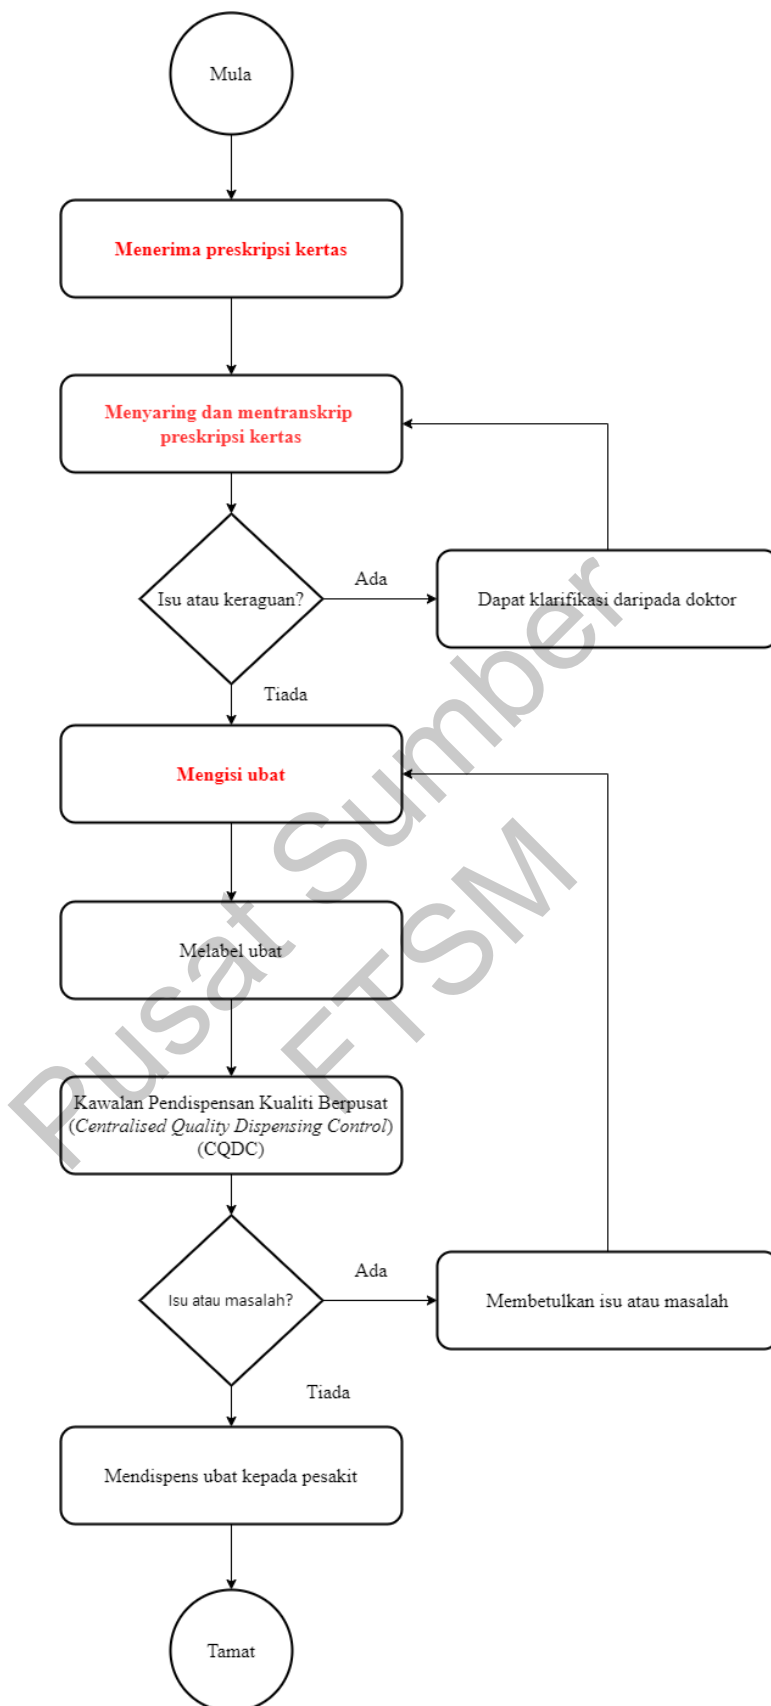 Mula
Menerima preskripsi kertas
Menyaring dan mentranskrip
preskripsi kertas
Isu atau keraguan?
Ada
Dapat klarifikasi daripada doktor
Tiada
Mengisi ubat
Melabel ubat
Kawalan Pendispensan Kualiti Berpusat
(Centralised Quality Dispensing Control)
(CQDC)
Isu atau masalah?
Ada
Membetulkan isu atau masalah
Tiada
Mendispens ubat kepada pesakit
Tamat
Pusat Sumber
FTSM